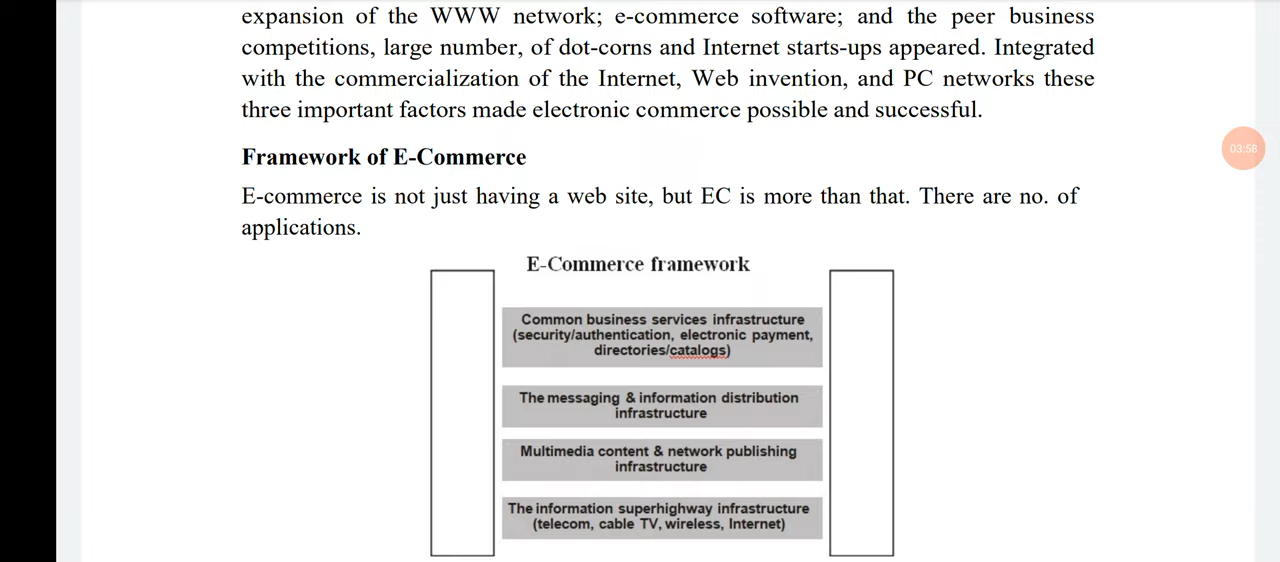 expansion of the WWW network; e-commerce software; and the peer business
competitions, large number, of dot-corns and Internet starts-ups appeared. Integrated
with the commercialization of the Internet, Web invention, and PC networks these
three important factors made electronic commerce possible and successful.
03:58
Framework of E-Commerce
E-commerce is not just having a web site, but EC is more than that. There are no. of
applications.
E-Commerce framework
Common business services infrastructure
(security/authentication, electronic payment,
directories/catalogs)
The messaging & information distribution
infrastructure
Multimedia content & network publishing
infrastructure
The information superhighway infrastructure
(telecom, cable TV, wireless, Internet)